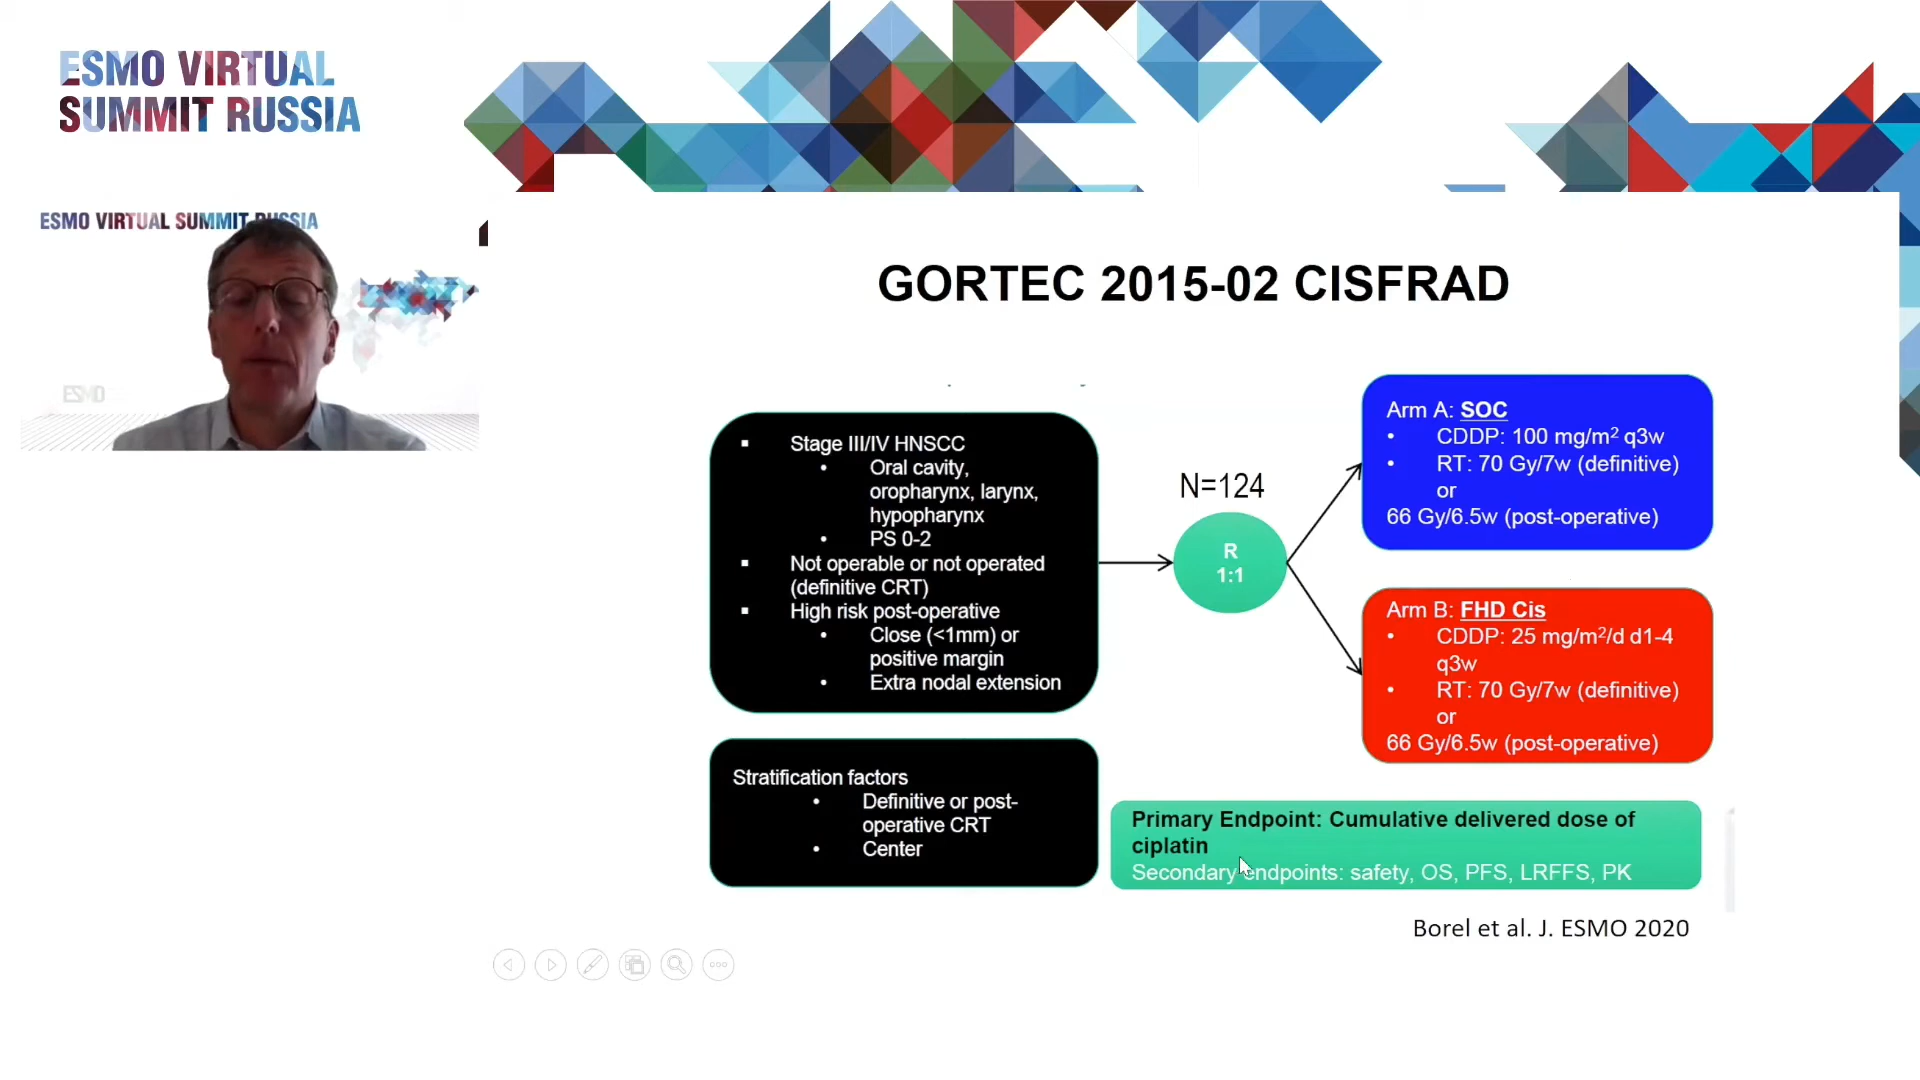 ESMO VIRTUAL
SUMMIT RUSSIA
ESMO VIRTUAL SUMMIT RUSSIA
ESMO
GORTEC 2015-02 CISFRAD
▪ Stage III/IV HNSCC
• Oral cavity,
oropharynx, larynx,
hypopharynx
• PS 0-2
▪ Not operable or not operated
(definitive CRT)
▪ High risk post-operative
• Close (<1mm) or
positive margin
• Extra nodal extension
Stratification factors
• Definitive or post-
operative CRT
• Center
N=124
R
1:1
Arm A: SOC
• CDDP: 100 mg/m² q3w
• RT: 70 Gy/7w (definitive)
or
66 Gy/6.5w (post-operative)
Arm B: FHD Cis
• CDDP: 25 mg/m²/d d1-4
q3w
• RT: 70 Gy/7w (definitive)
or
66 Gy/6.5w (post-operative)
Primary Endpoint: Cumulative delivered dose of
ciplatin
Secondary endpoints: safety, OS, PFS, LRFFS, PK
Borel et al. J. ESMO 2020